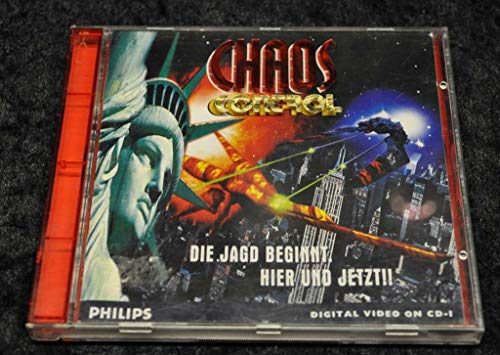 CHAOS
CONTROL
DIE JAGD BEGINNT.
HIER UND JETZT!!
PHILIPS
DIGITAL VIDEO ON CD-I